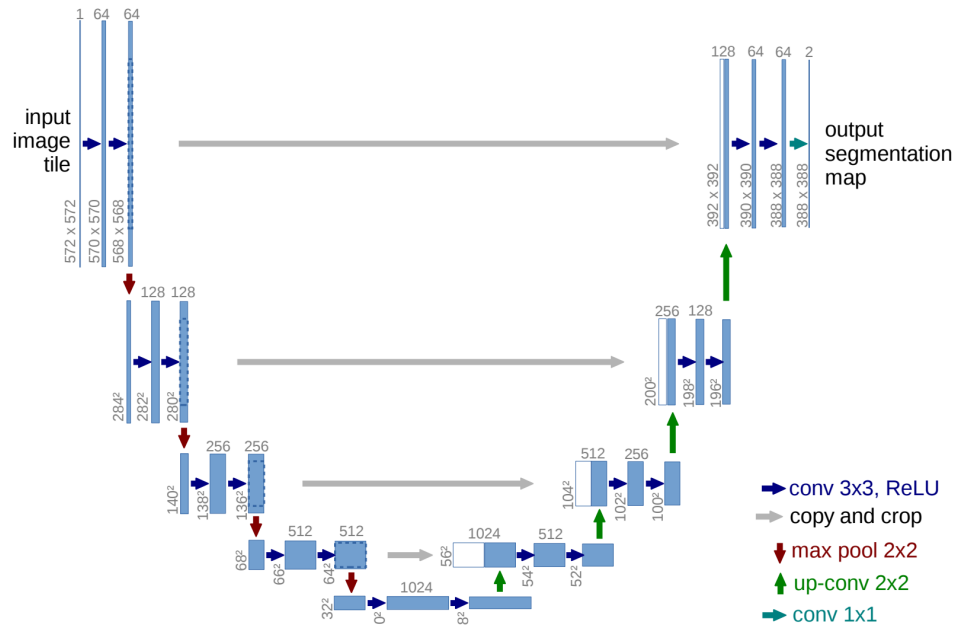 1
64
64
input
image
tile
572 x 572
570 x 570
568 x 568
128
64
64
2
output
segmentation
map
392 x 392
390 x 390
388 x 388
388 x 388
128
128
284²
282²
280²
256
128
200²
198²
196²
256
256
140²
138²
136²
512
256
104²
102²
100²
512
512
68²
66²
64²
1024
512
56²
54²
52²
1024
32²
0²
8²
conv 3x3, ReLU
copy and crop
max pool 2x2
up-conv 2x2
conv 1x1